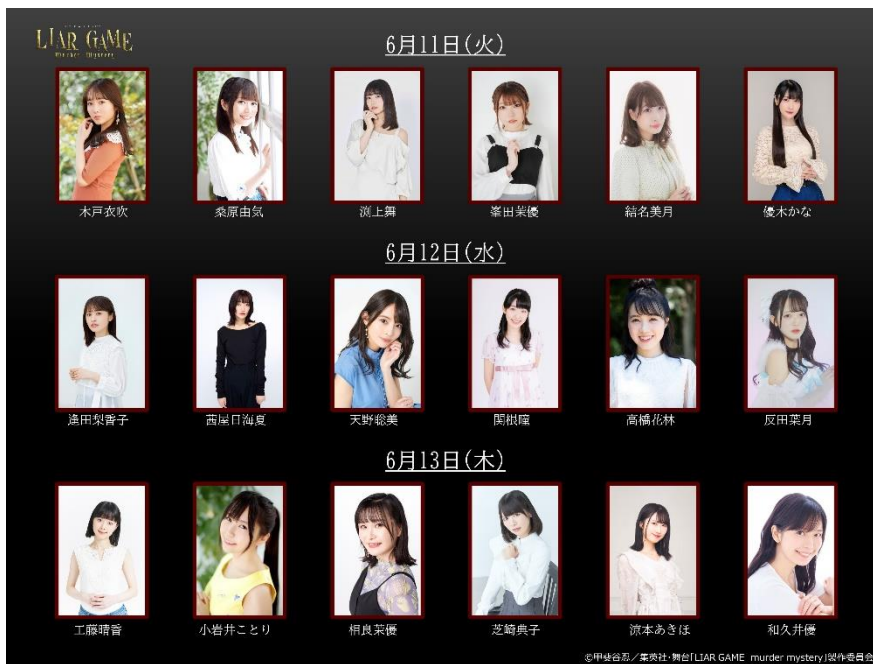 LIAR GAME
Murder Mystery
6月11日(火)
木戸衣吹
桑原由気
渕上舞
峯田茉優
結名美月
優木かな
6月12日(水)
逢田梨香子
茜屋日海夏
天野聡美
関根瞳
高橋花林
反田葉月
6月13日(木)
工藤晴香
小岩井ことり
相良茉優
芝崎典子
涼本あきほ
和久井優
©甲斐谷忍／集英社・舞台「LIAR GAME murder mystery」製作委員会